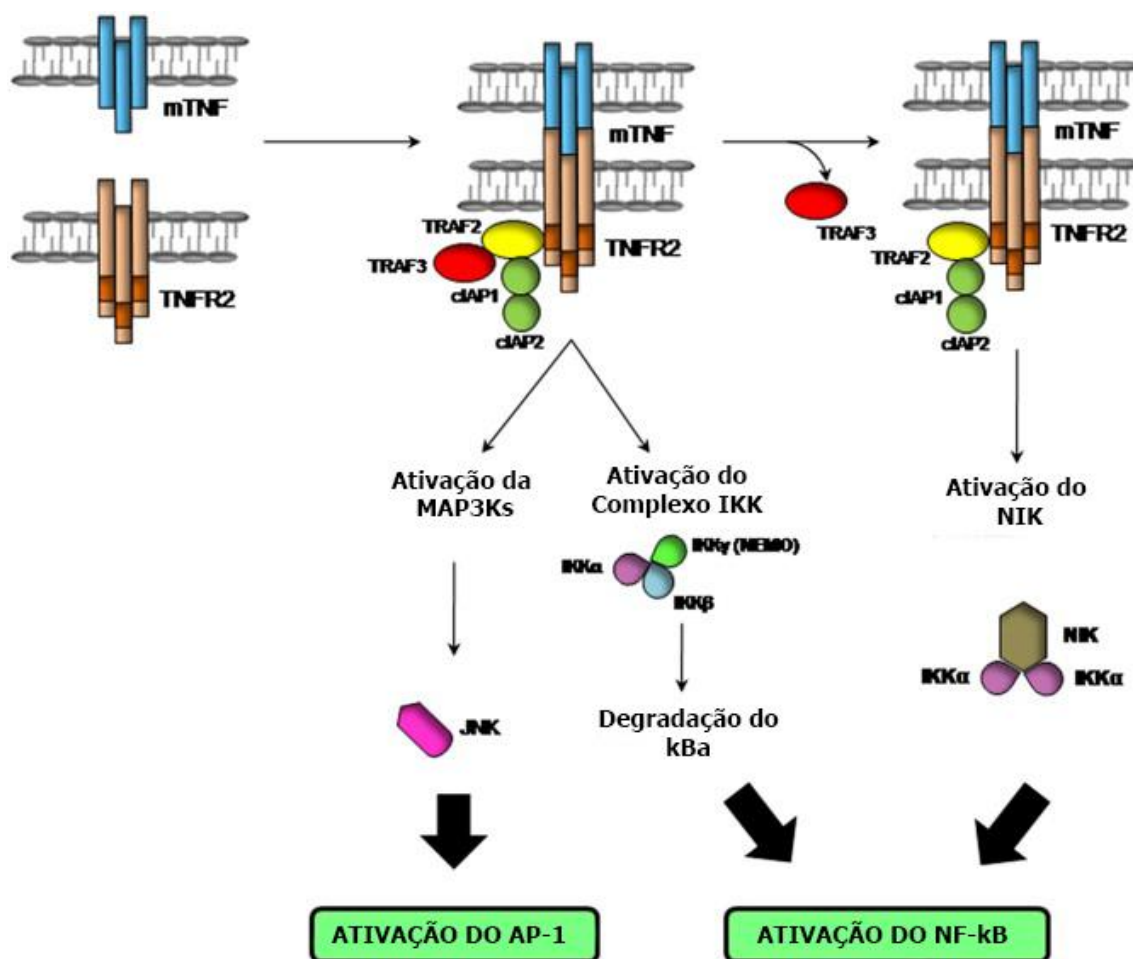 mTNF
TNFR2
mTNF
TNFR2
TRAF2
TRAF3
cIAP1
cIAP2
TRAF3
mTNF
TNFR2
TRAF2
cIAP1
cIAP2
Ativação da
MAP3Ks
JNK
Ativação do
Complexo IKK
IKKγ (NEMO)
IKKα
IKKβ
Degradação do
kBa
Ativação do
NIK
NIK
IKKα
IKKα
ATIVAÇÃO DO AP-1
ATIVAÇÃO DO NF-kB